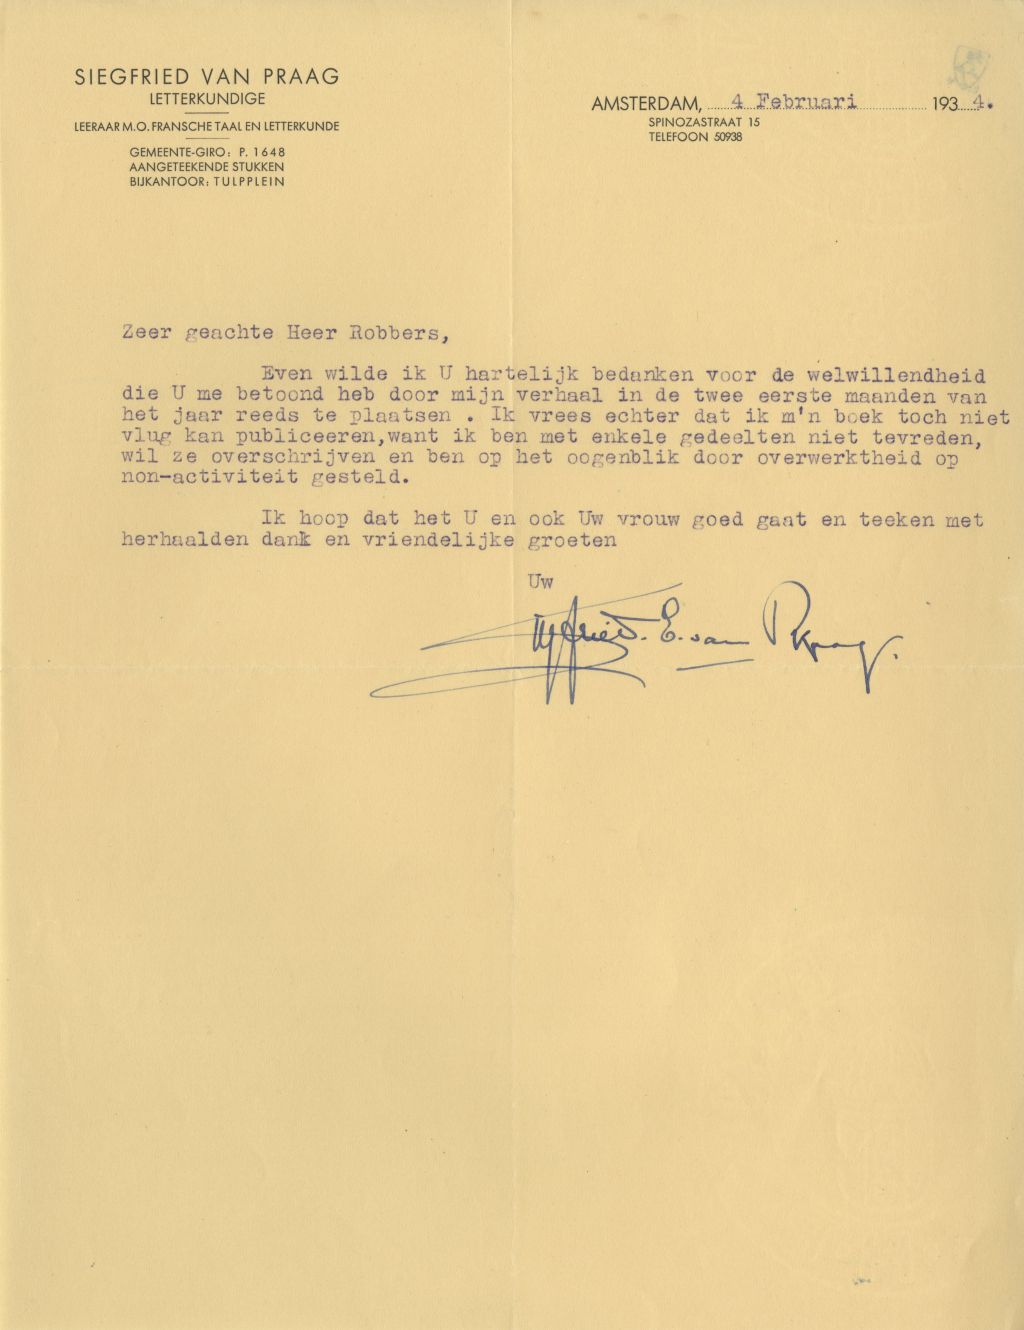 SIEGFRIED VAN PRAAG
LETTERKUNDIGE
LEERAAR M.O. FRANSCHE TAAL EN LETTERKUNDE
GEMEENTE-GIRO: P. 1648
AANGETEEKENDE STUKKEN
BIJKANTOOR: TULPPLEIN
AMSTERDAM, 4 Februari 1934.
SPINOZASTRAAT 15
TELEFOON 50938
Zeer geachte Heer Robbers,
Even wilde ik U hartelijk bedanken voor de welwillendheid
die U me betoond heb door mijn verhaal in de twee eerste maanden van
het jaar reeds te plaatsen . Ik vrees echter dat ik m'n boek toch niet
vlug kan publiceeren,want ik ben met enkele gedeelten niet tevreden,
wil ze overschrijven en ben op het oogenblik door overwerktheid op
non-activiteit gesteld.
Ik hoop dat het U en ook Uw vrouw goed gaat en teeken met
herhaalden dank en vriendelijke groeten
Uw
Siegfried. E. van Praag.